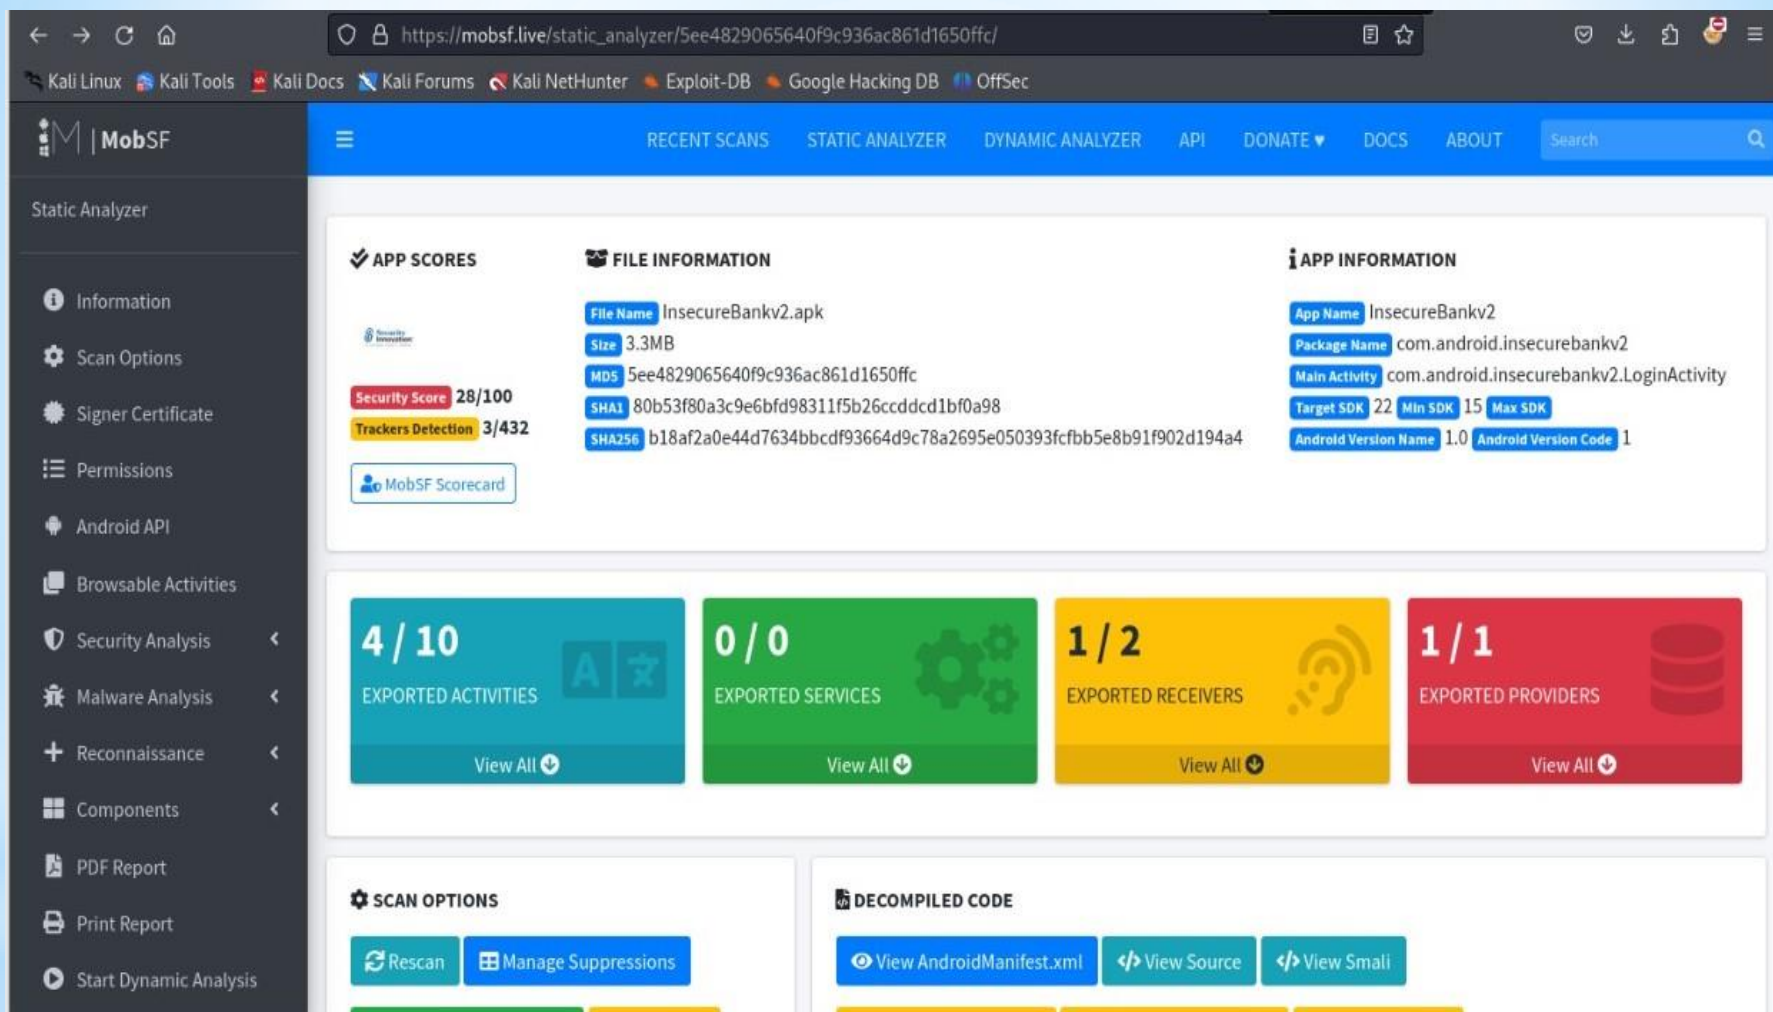 https://mobsf.live/static_analyzer/5ee4829065640f9c936ac861d1650ffc/
Kali Linux Kali Tools Kali Docs Kali Forums Kali NetHunter Exploit-DB Google Hacking DB OffSec
M | MobSF
RECENT SCANS STATIC ANALYZER DYNAMIC ANALYZER API DONATE ♥ DOCS ABOUT Search
Static Analyzer
Information
Scan Options
Signer Certificate
Permissions
Android API
Browsable Activities
Security Analysis
Malware Analysis
Reconnaissance
Components
PDF Report
Print Report
Start Dynamic Analysis
APP SCORES
Security Innovation
Security Score 28/100
Trackers Detection 3/432
MobSF Scorecard
FILE INFORMATION
File Name InsecureBankv2.apk
Size 3.3MB
MD5 5ee4829065640f9c936ac861d1650ffc
SHA1 80b53f80a3c9e6bfd98311f5b26ccddcd1bf0a98
SHA256 b18af2a0e44d7634bbcdf93664d9c78a2695e050393fcfbb5e8b91f902d194a4
APP INFORMATION
App Name InsecureBankv2
Package Name com.android.insecurebankv2
Main Activity com.android.insecurebankv2.LoginActivity
Target SDK 22 Min SDK 15 Max SDK
Android Version Name 1.0 Android Version Code 1
4 / 10
EXPORTED ACTIVITIES
View All
0 / 0
EXPORTED SERVICES
View All
1 / 2
EXPORTED RECEIVERS
View All
1 / 1
EXPORTED PROVIDERS
View All
SCAN OPTIONS
Rescan Manage Suppressions
DECOMPILED CODE
View AndroidManifest.xml View Source View Smali